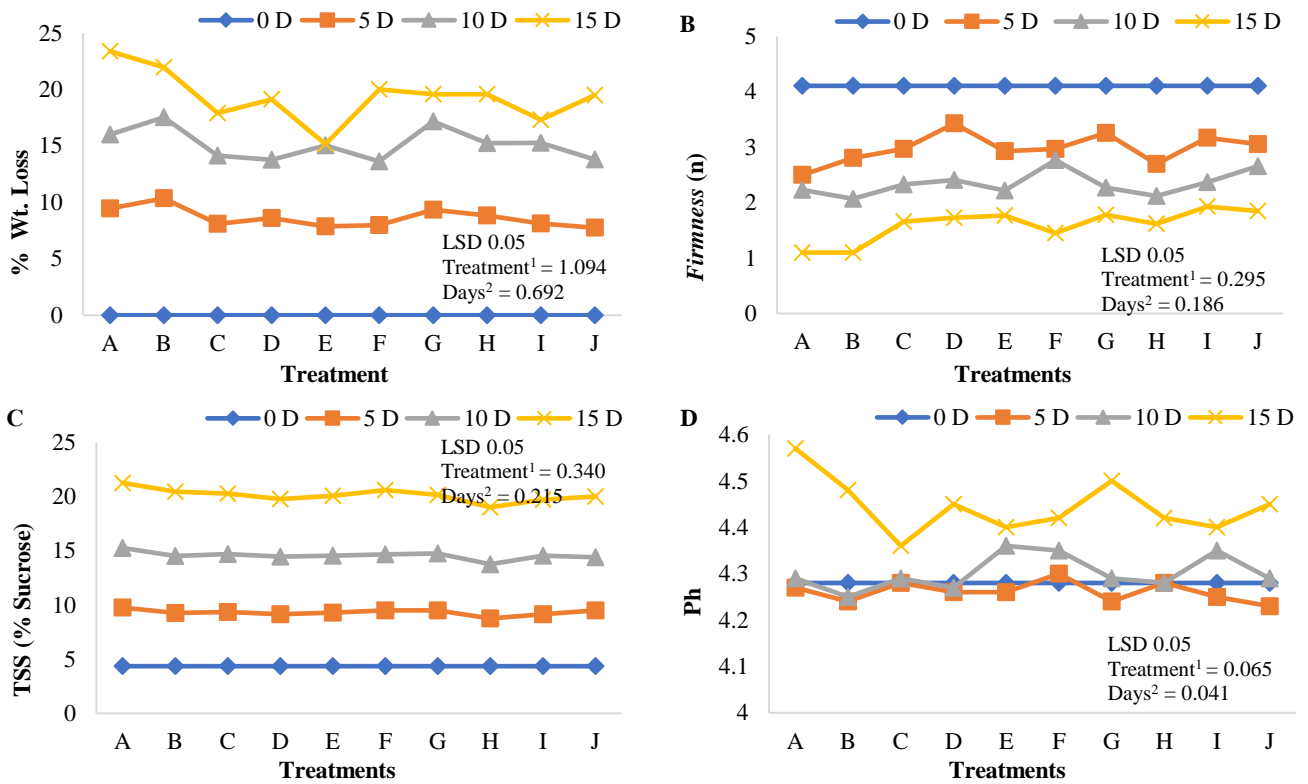 0 D 5 D 10 D 15 D
25
20
15
10
5
0
% Wt. Loss
LSD 0.05
Treatment¹ = 1.094
Days² = 0.692
A B C D E F G H I J
Treatment
B
0 D 5 D 10 D 15 D
5
4
3
2
1
0
Firmness (n)
LSD 0.05
Treatment¹ = 0.295
Days² = 0.186
A B C D E F G H I J
Treatments
C
0 D 5 D 10 D 15 D
25
20
15
10
5
0
TSS (% Sucrose)
LSD 0.05
Treatment¹ = 0.340
Days² = 0.215
A B C D E F G H I J
Treatments
D
0 D 5 D 10 D 15 D
4.6
4.5
4.4
4.3
4.2
4.1
4
Ph
LSD 0.05
Treatment¹ = 0.065
Days² = 0.041
A B C D E F G H I J
Treatments